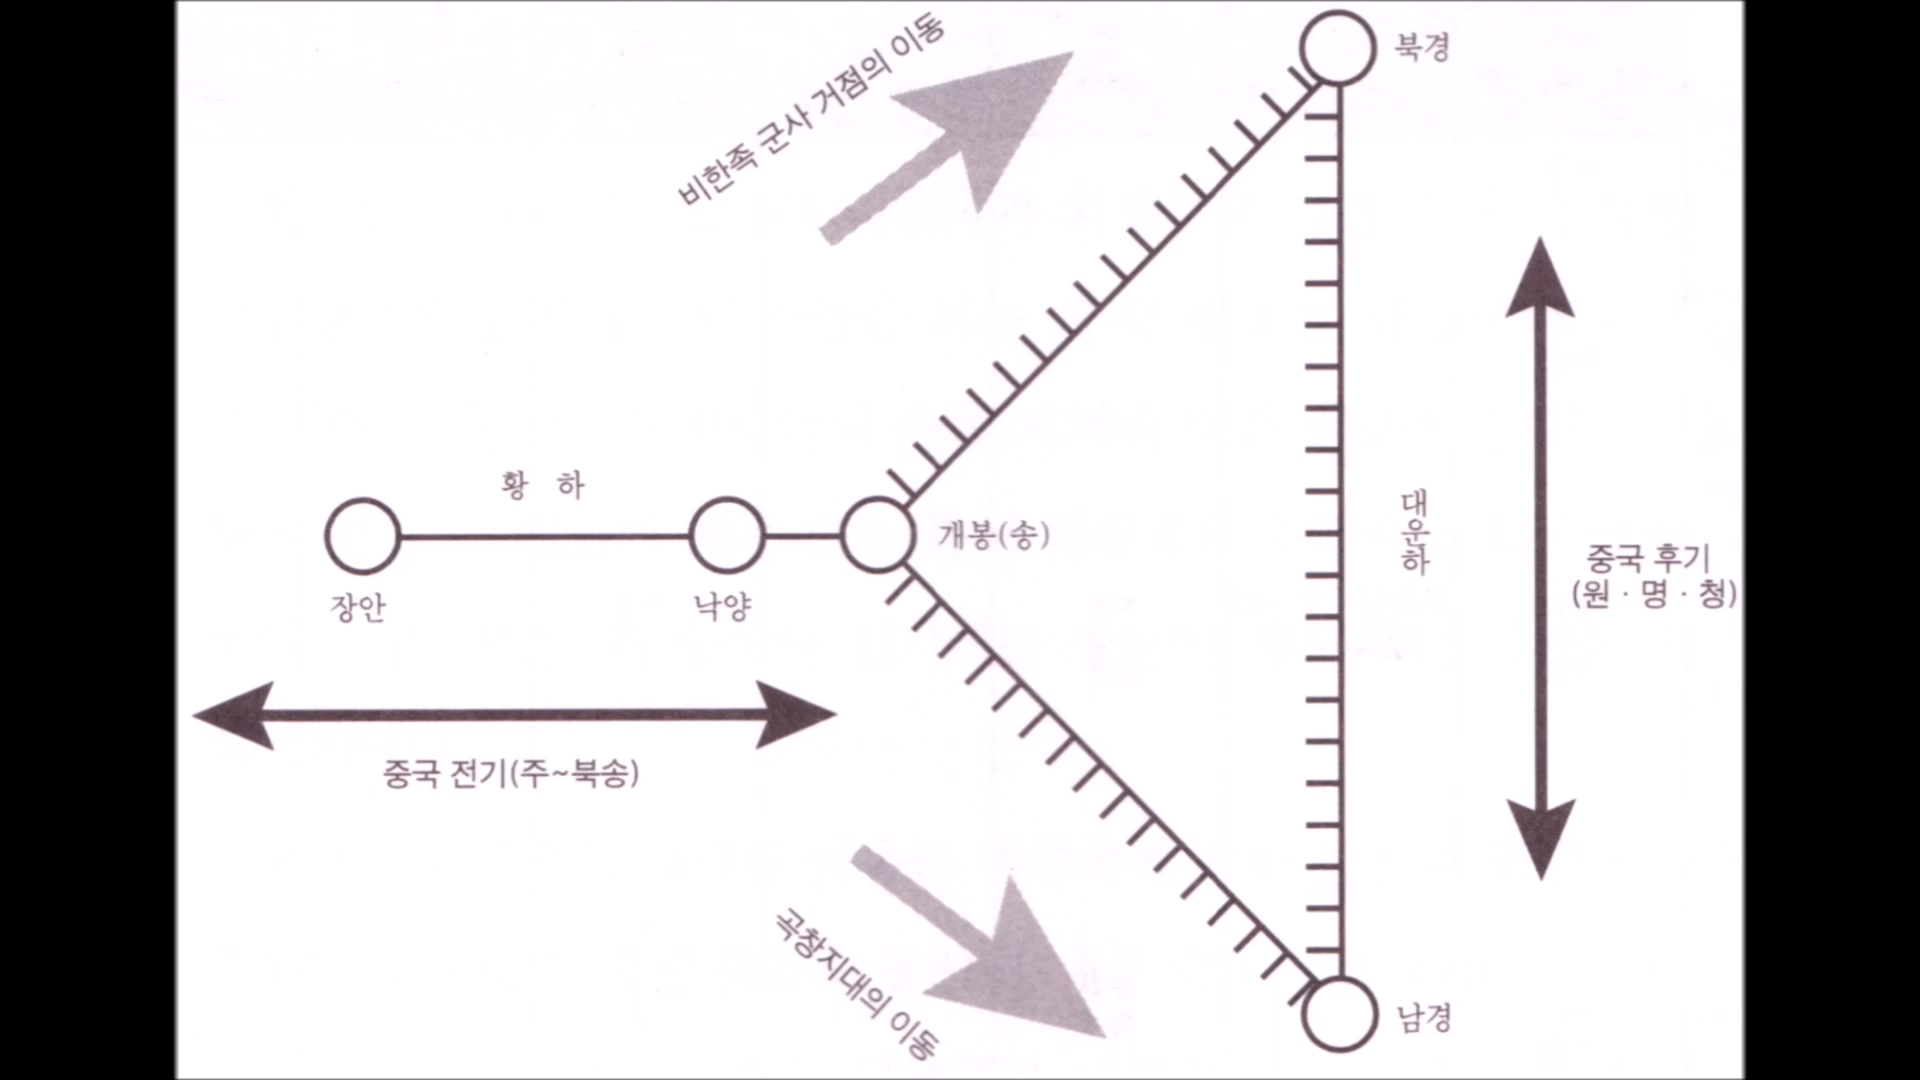 비한족 군사 거점의 이동
북경
황 하
개봉(송)
장안
낙양
대운하
중국 후기
(원 · 명 · 청)
중국 전기(주~북송)
곡창지대의 이동
남경